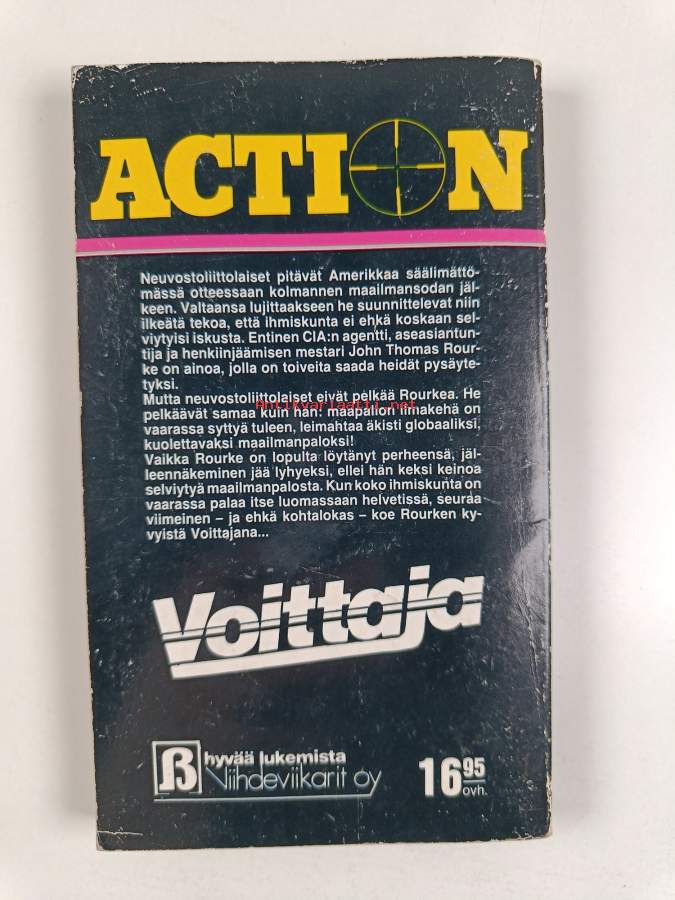 ACTION
Neuvostoliittolaiset pitävät Amerikkaa säälimättö-
mässä otteessaan kolmannen maailmansodan jäl-
keen. Valtaansa lujittaakseen he suunnittelevat niin
ilkeätä tekoa, että ihmiskunta ei ehkä koskaan sel-
viytyisi iskusta. Entinen CIA:n agentti, aseasiantun-
tija ja henkiinjäämisen mestari John Thomas Rour-
ke on ainoa, jolla on toiveita saada heidät pysäyte-
tyksi.
Mutta neuvostoliittolaiset eivät pelkää Rourkea. He
Antikvariaatti.net
pelkäävät samaa kuin hän: maapallon ilmakehä on
vaarassa syttyä tuleen, leimahtaa äkisti globaaliksi,
kuolettavaksi maailmanpaloksi!
Vaikka Rourke on lopulta löytänyt perheensä, jäl-
leennäkeminen jää lyhyeksi, ellei hän keksi keinoa
selviytyä maailmanpalosta. Kun koko ihmiskunta on
vaarassa palaa itse luomassaan helvetissä, seuraa
viimeinen – ja ehkä kohtalokas – koe Rourken ky-
vyistä Voittajana...
Voittaja
ß hyvää lukemista
Viihdeviikarit oy
16 95
ovh.